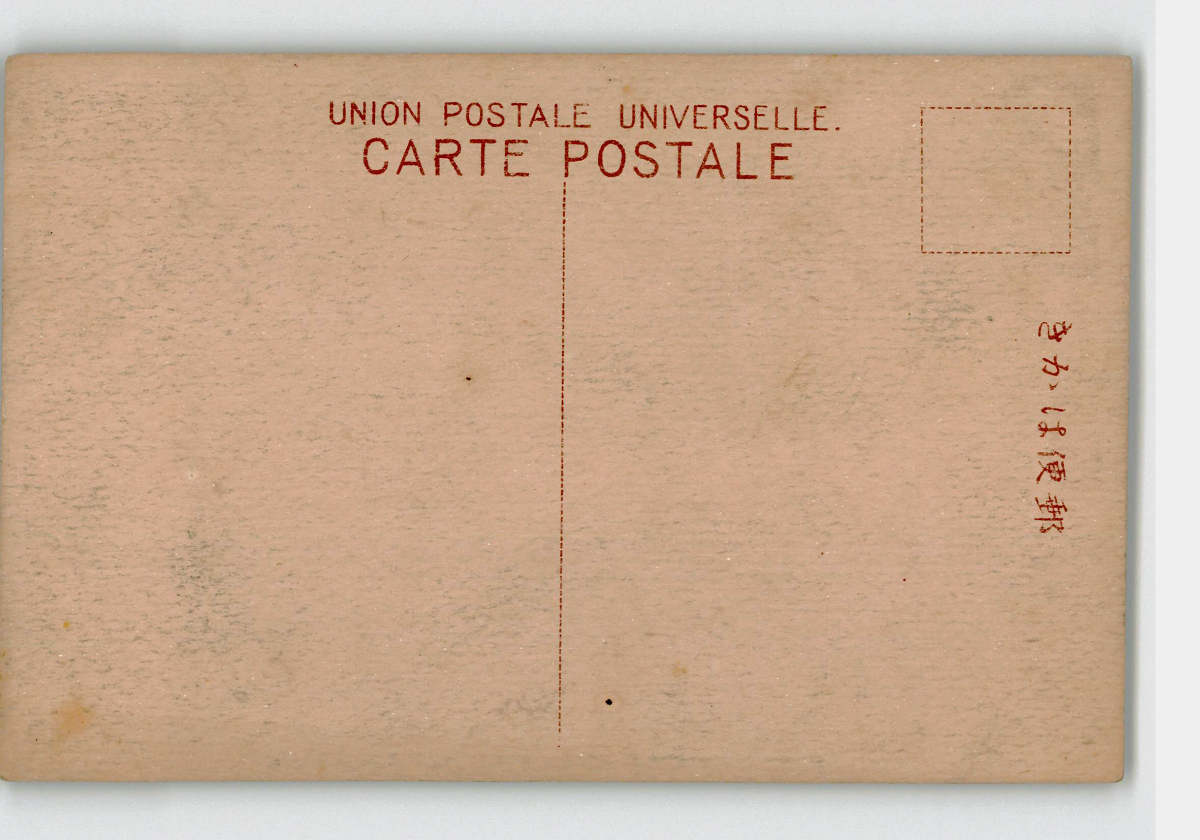 UNION POSTALE UNIVERSELLE.
CARTE POSTALE
郵便はかき